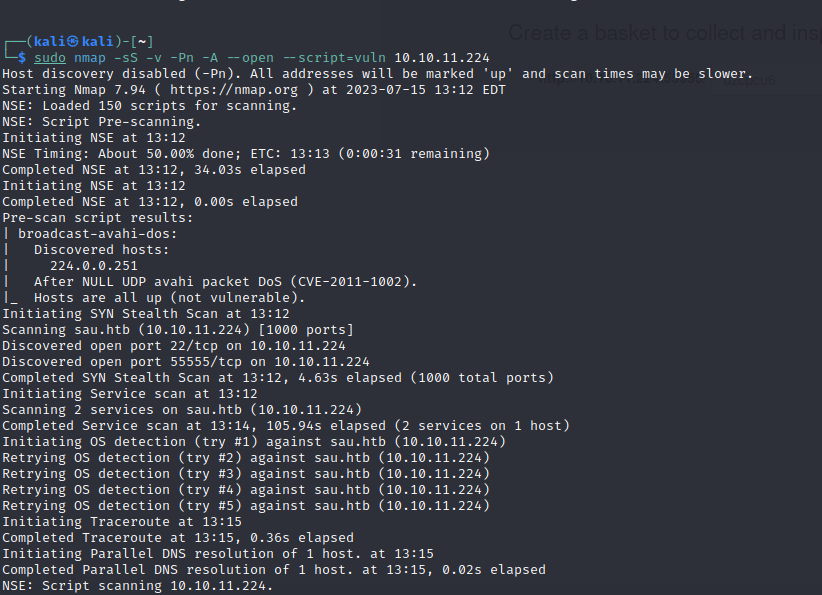 Create a basket to collect and insp
┌──(kali㉿kali)-[~]
└─$ sudo nmap -sS -v -Pn -A --open --script=vuln 10.10.11.224
Host discovery disabled (-Pn). All addresses will be marked 'up' and scan times may be slower.
Starting Nmap 7.94 ( https://nmap.org ) at 2023-07-15 13:12 EDT
NSE: Loaded 150 scripts for scanning.
NSE: Script Pre-scanning.
Initiating NSE at 13:12
NSE Timing: About 50.00% done; ETC: 13:13 (0:00:31 remaining)
Completed NSE at 13:12, 34.03s elapsed
Initiating NSE at 13:12
Completed NSE at 13:12, 0.00s elapsed
Pre-scan script results:
| broadcast-avahi-dos:
|   Discovered hosts:
|     224.0.0.251
|   After NULL UDP avahi packet DoS (CVE-2011-1002).
|_  Hosts are all up (not vulnerable).
Initiating SYN Stealth Scan at 13:12
Scanning sau.htb (10.10.11.224) [1000 ports]
Discovered open port 22/tcp on 10.10.11.224
Discovered open port 55555/tcp on 10.10.11.224
Completed SYN Stealth Scan at 13:12, 4.63s elapsed (1000 total ports)
Initiating Service scan at 13:12
Scanning 2 services on sau.htb (10.10.11.224)
Completed Service scan at 13:14, 105.94s elapsed (2 services on 1 host)
Initiating OS detection (try #1) against sau.htb (10.10.11.224)
Retrying OS detection (try #2) against sau.htb (10.10.11.224)
Retrying OS detection (try #3) against sau.htb (10.10.11.224)
Retrying OS detection (try #4) against sau.htb (10.10.11.224)
Retrying OS detection (try #5) against sau.htb (10.10.11.224)
Initiating Traceroute at 13:15
Completed Traceroute at 13:15, 0.36s elapsed
Initiating Parallel DNS resolution of 1 host. at 13:15
Completed Parallel DNS resolution of 1 host. at 13:15, 0.02s elapsed
NSE: Script scanning 10.10.11.224.